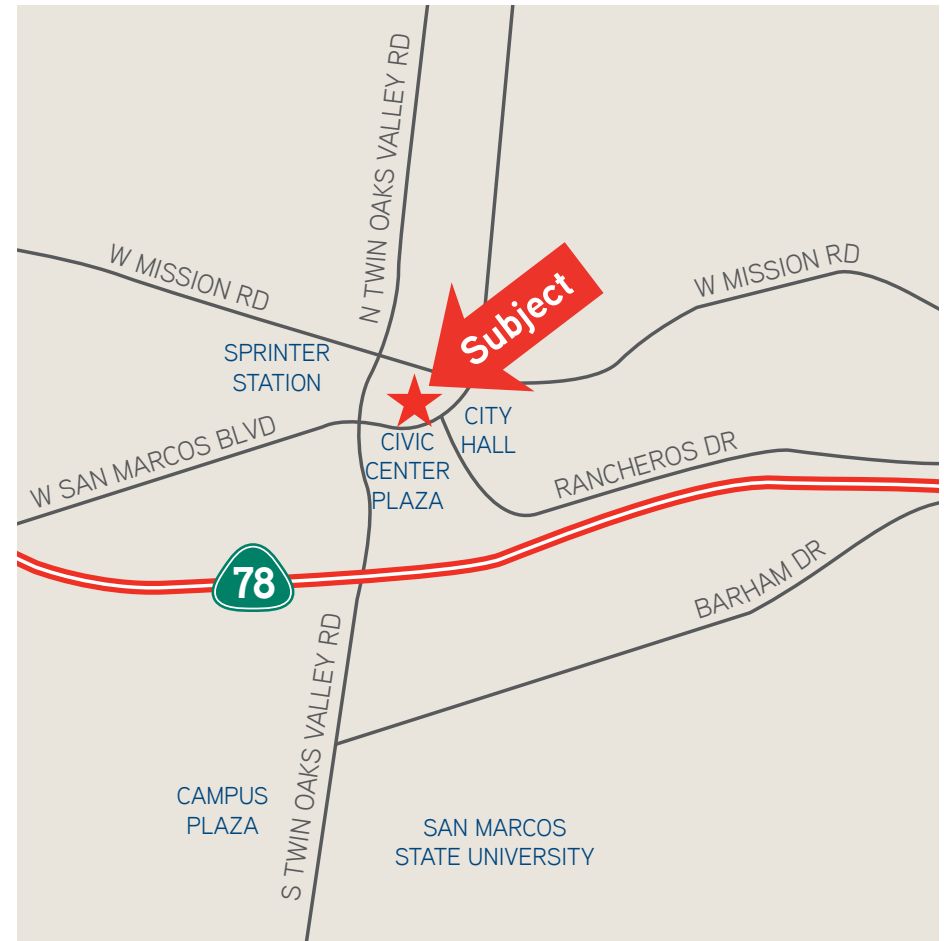 N TWIN OAKS VALLEY RD
W MISSION RD
W MISSION RD
Subject
SPRINTER
STATION
CITY
HALL
CIVIC
CENTER
PLAZA
W SAN MARCOS BLVD
RANCHEROS DR
78
BARHAM DR
S TWIN OAKS VALLEY RD
CAMPUS
PLAZA
SAN MARCOS
STATE UNIVERSITY